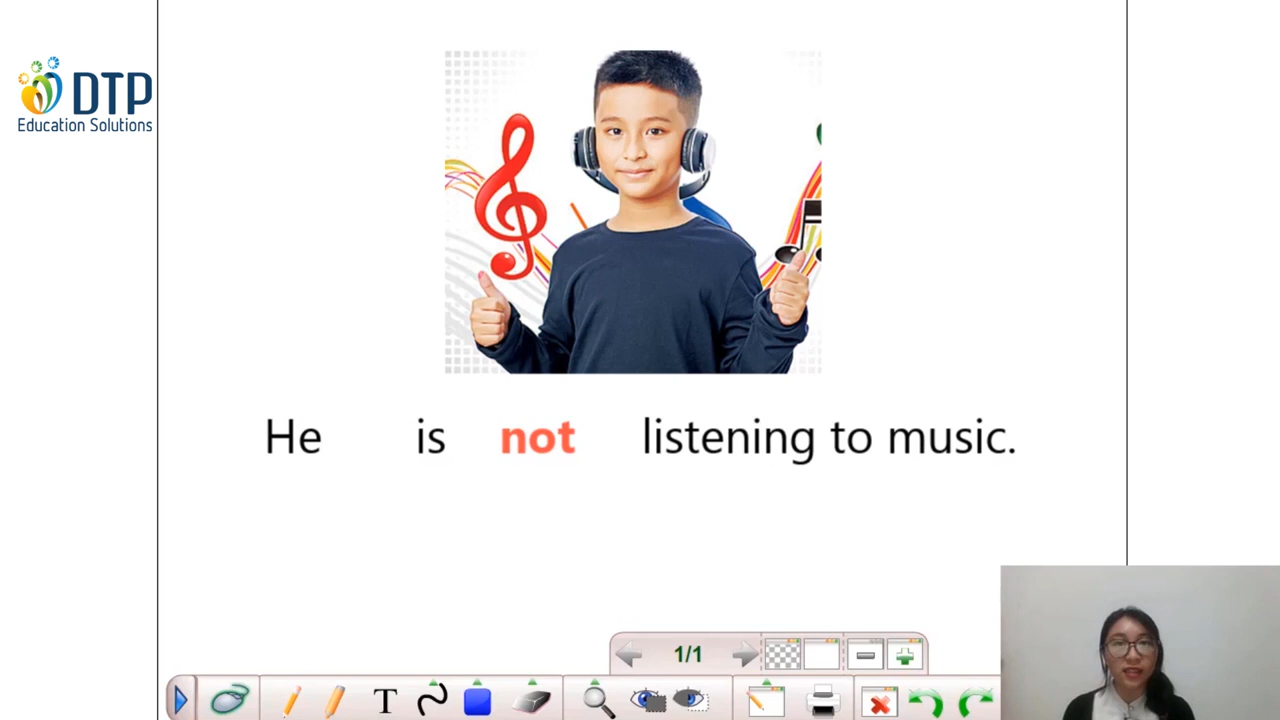 DTP
Education Solutions
He is not listening to music.
1/1
T